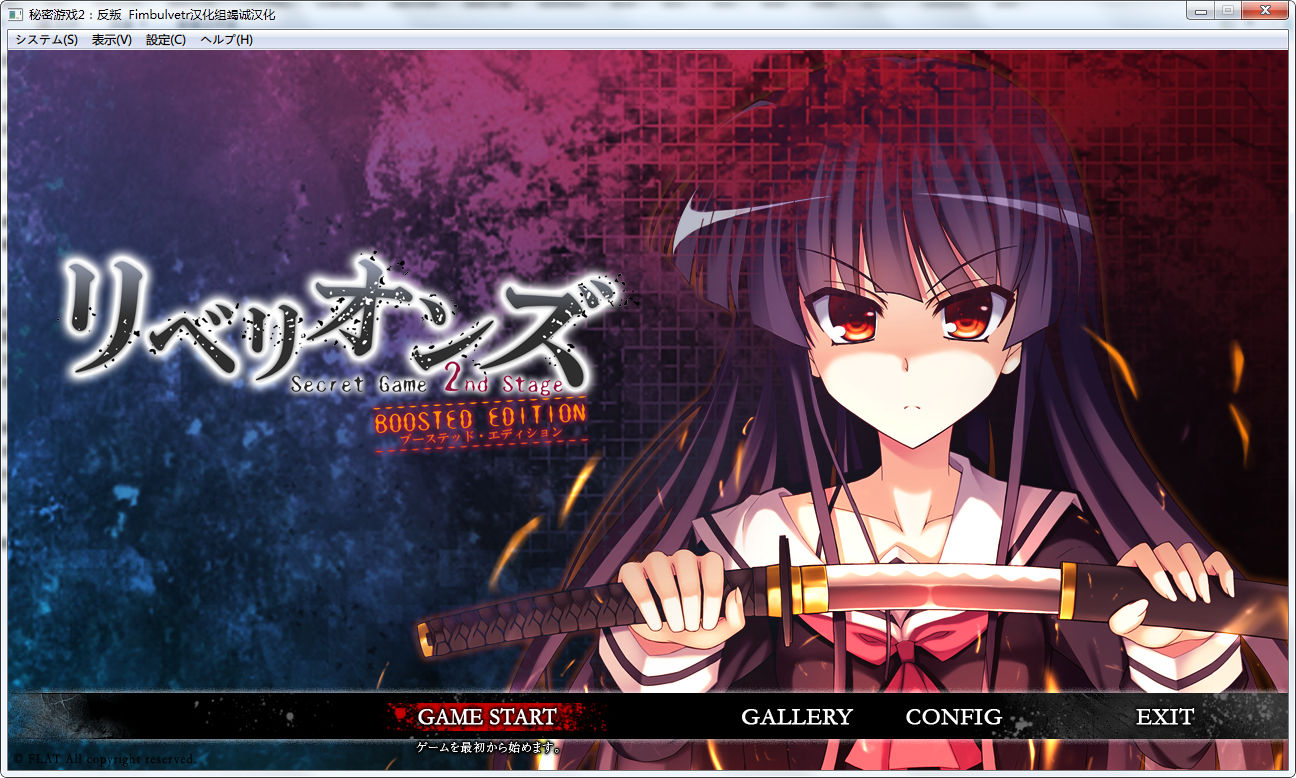 秘密游戏2：反叛 Fimbulvetr汉化组竭诚汉化
システム(S) 表示(V) 設定(C) ヘルプ(H)
リベリオンズ
Secret Game 2nd Stage
BOOSTED EDITION
ブーステッド・エディション
GAME START GALLERY CONFIG EXIT
ゲームを最初から始めます。
© FLAT All copyright reserved.